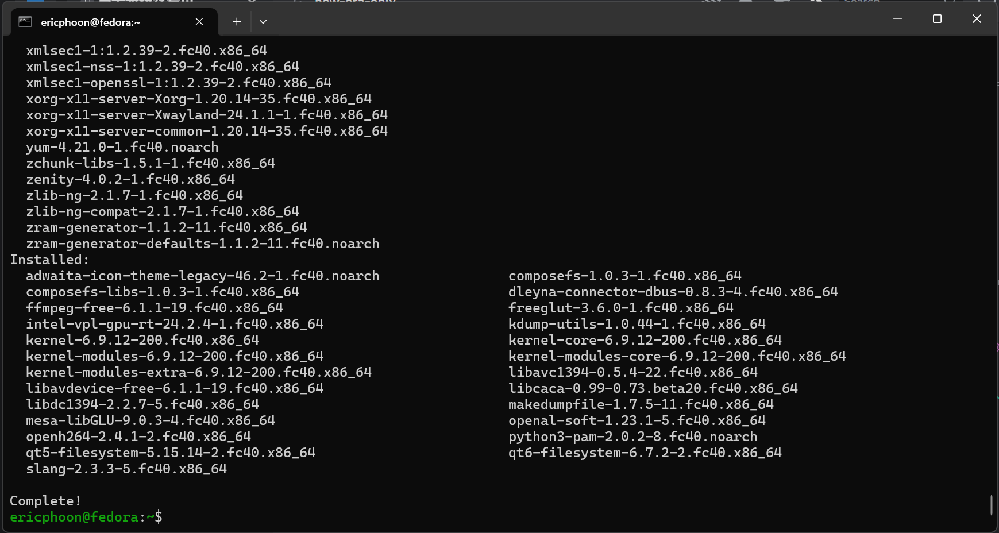 new-era-only
Search
ericphoon@fedora:~
xmlsec1-1:1.2.39-2.fc40.x86_64
xmlsec1-nss-1:1.2.39-2.fc40.x86_64
xmlsec1-openssl-1:1.2.39-2.fc40.x86_64
xorg-x11-server-Xorg-1.20.14-35.fc40.x86_64
xorg-x11-server-Xwayland-24.1.1-1.fc40.x86_64
xorg-x11-server-common-1.20.14-35.fc40.x86_64
yum-4.21.0-1.fc40.noarch
zchunk-libs-1.5.1-1.fc40.x86_64
zenity-4.0.2-1.fc40.x86_64
zlib-ng-2.1.7-1.fc40.x86_64
zlib-ng-compat-2.1.7-1.fc40.x86_64
zram-generator-1.1.2-11.fc40.x86_64
zram-generator-defaults-1.1.2-11.fc40.noarch
Installed:
adwaita-icon-theme-legacy-46.2-1.fc40.noarch composefs-1.0.3-1.fc40.x86_64
composefs-libs-1.0.3-1.fc40.x86_64 dleyna-connector-dbus-0.8.3-4.fc40.x86_64
ffmpeg-free-6.1.1-19.fc40.x86_64 freeglut-3.6.0-1.fc40.x86_64
intel-vpl-gpu-rt-24.2.4-1.fc40.x86_64 kdump-utils-1.0.44-1.fc40.x86_64
kernel-6.9.12-200.fc40.x86_64 kernel-core-6.9.12-200.fc40.x86_64
kernel-modules-6.9.12-200.fc40.x86_64 kernel-modules-core-6.9.12-200.fc40.x86_64
kernel-modules-extra-6.9.12-200.fc40.x86_64 libavc1394-0.5.4-22.fc40.x86_64
libavdevice-free-6.1.1-19.fc40.x86_64 libcaca-0.99-0.73.beta20.fc40.x86_64
libdc1394-2.2.7-5.fc40.x86_64 makedumpfile-1.7.5-11.fc40.x86_64
mesa-libGLU-9.0.3-4.fc40.x86_64 openal-soft-1.23.1-5.fc40.x86_64
openh264-2.4.1-2.fc40.x86_64 python3-pam-2.0.2-8.fc40.noarch
qt5-filesystem-5.15.14-2.fc40.x86_64 qt6-filesystem-6.7.2-2.fc40.x86_64
slang-2.3.3-5.fc40.x86_64
Complete!
ericphoon@fedora:~$